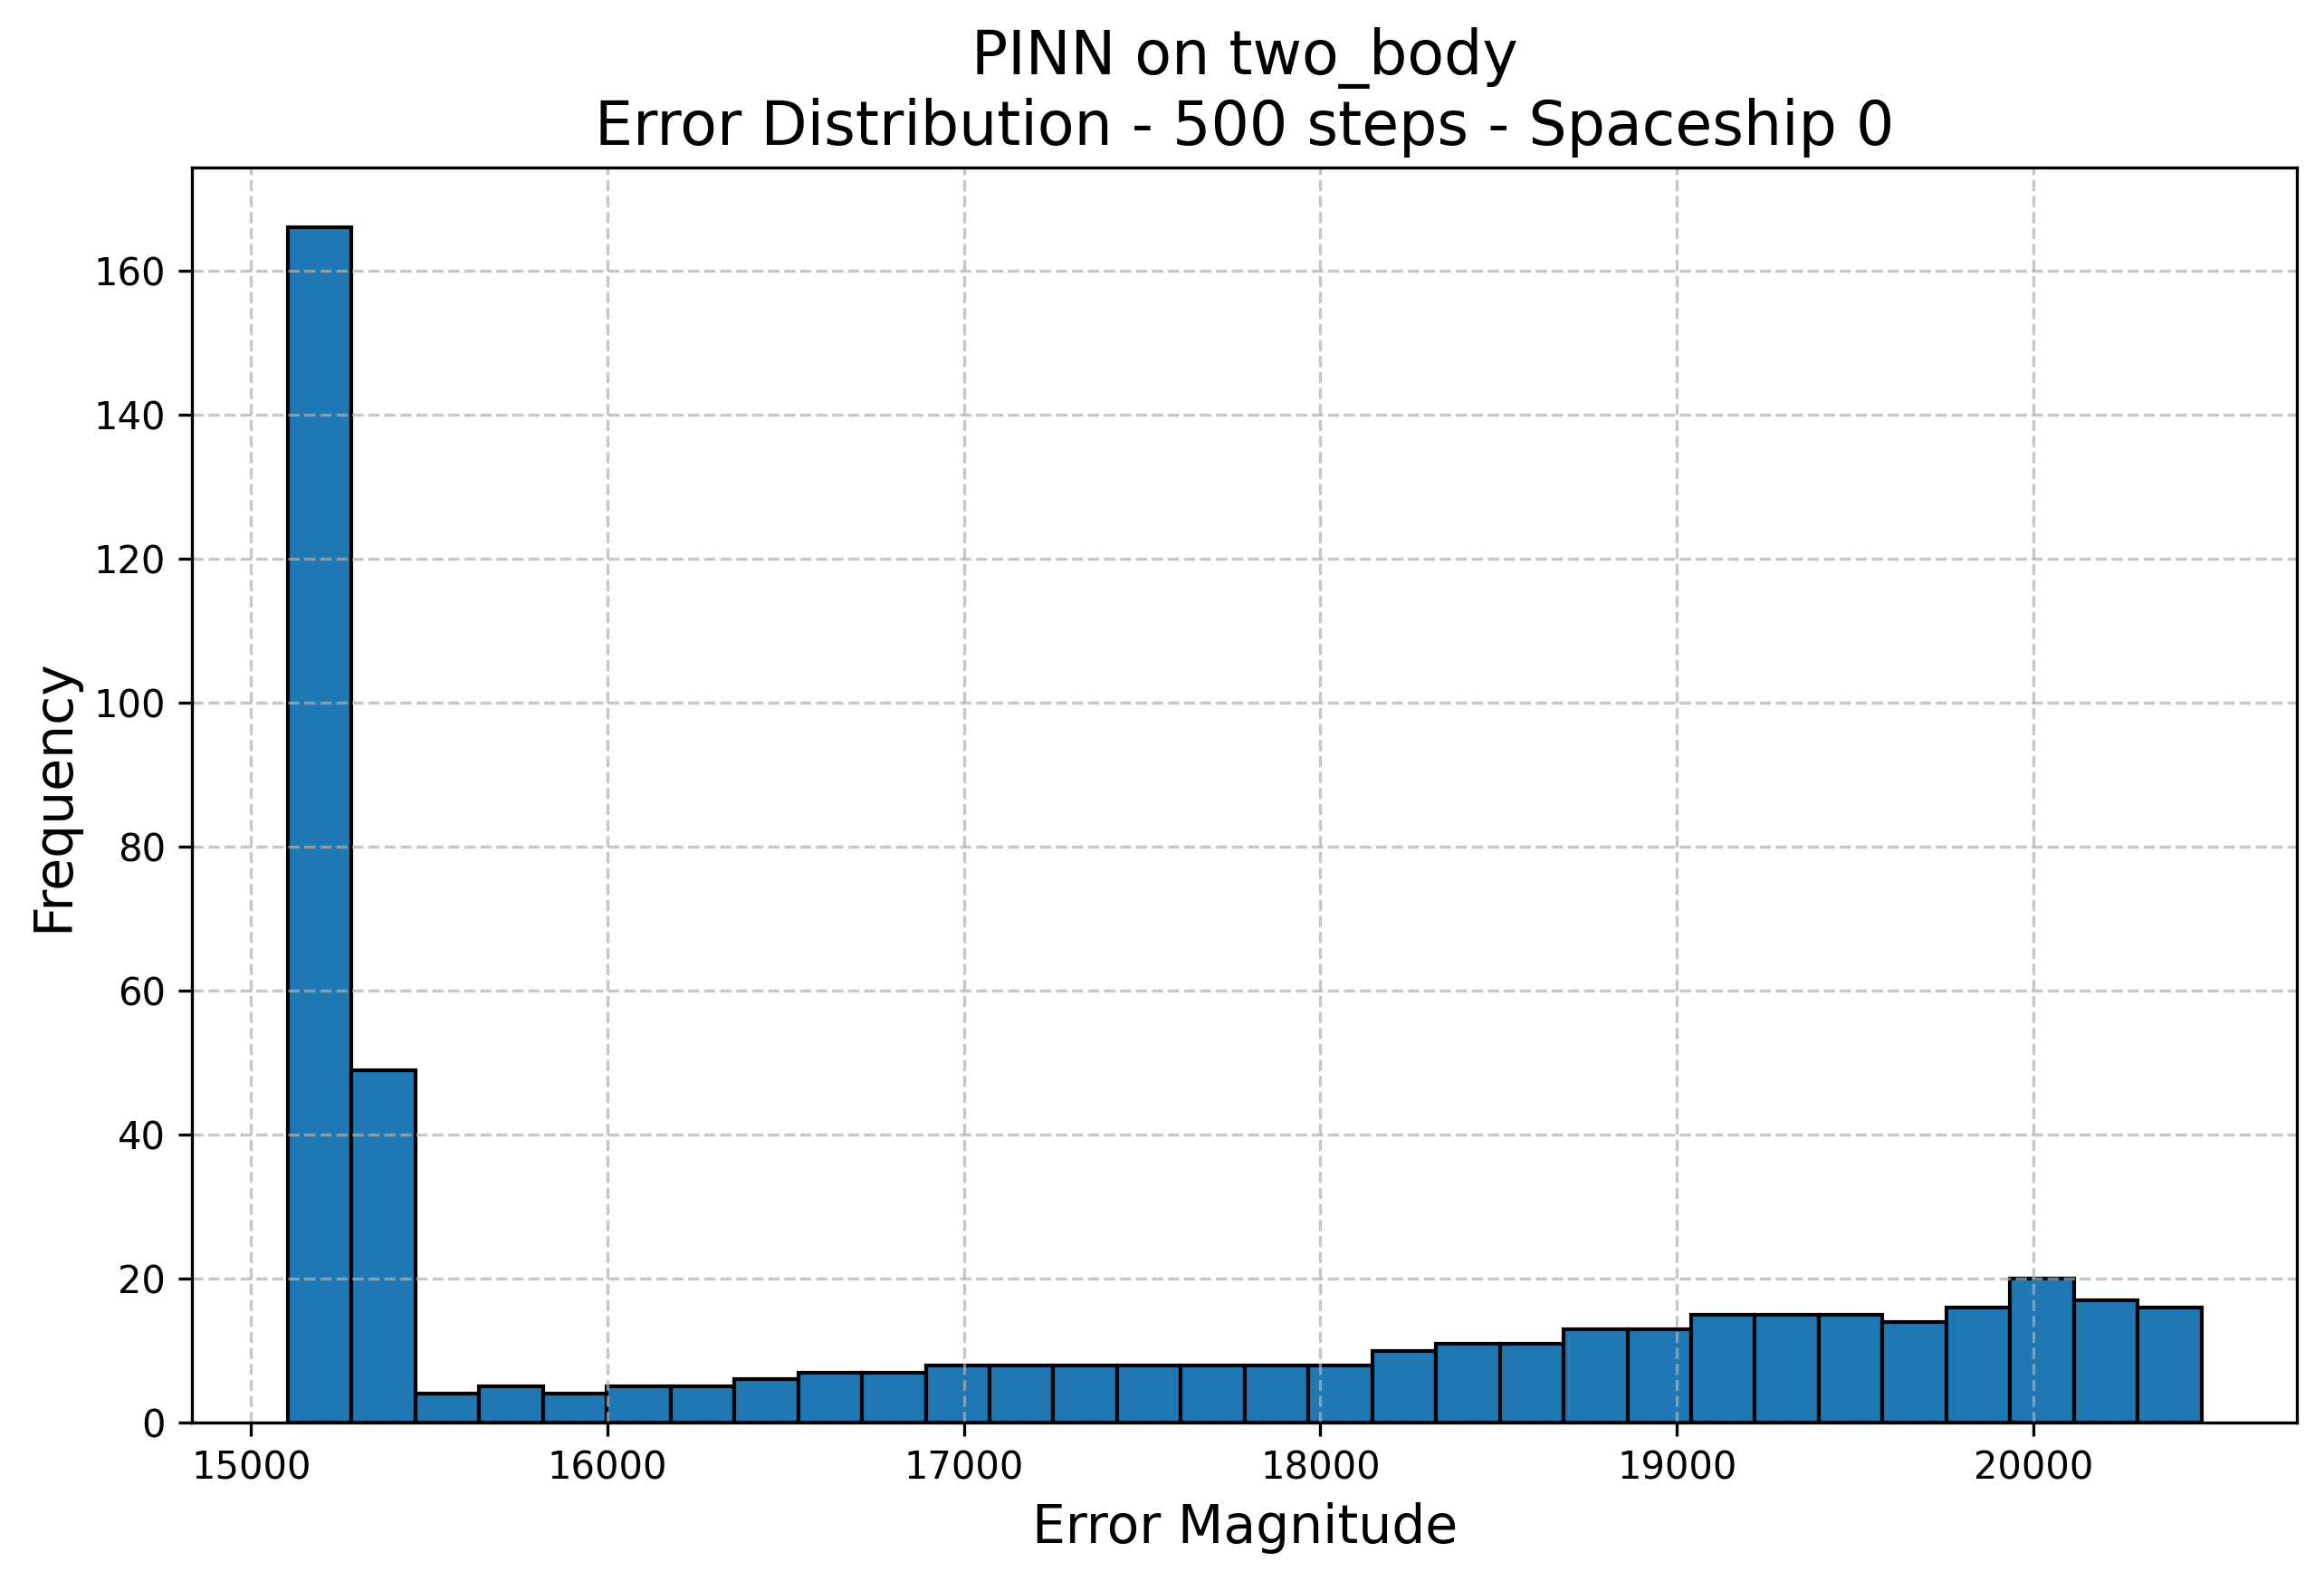 PINN on two_body
Error Distribution - 500 steps - Spaceship 0
Frequency
160
140
120
100
80
60
40
20
0
15000 16000 17000 18000 19000 20000
Error Magnitude